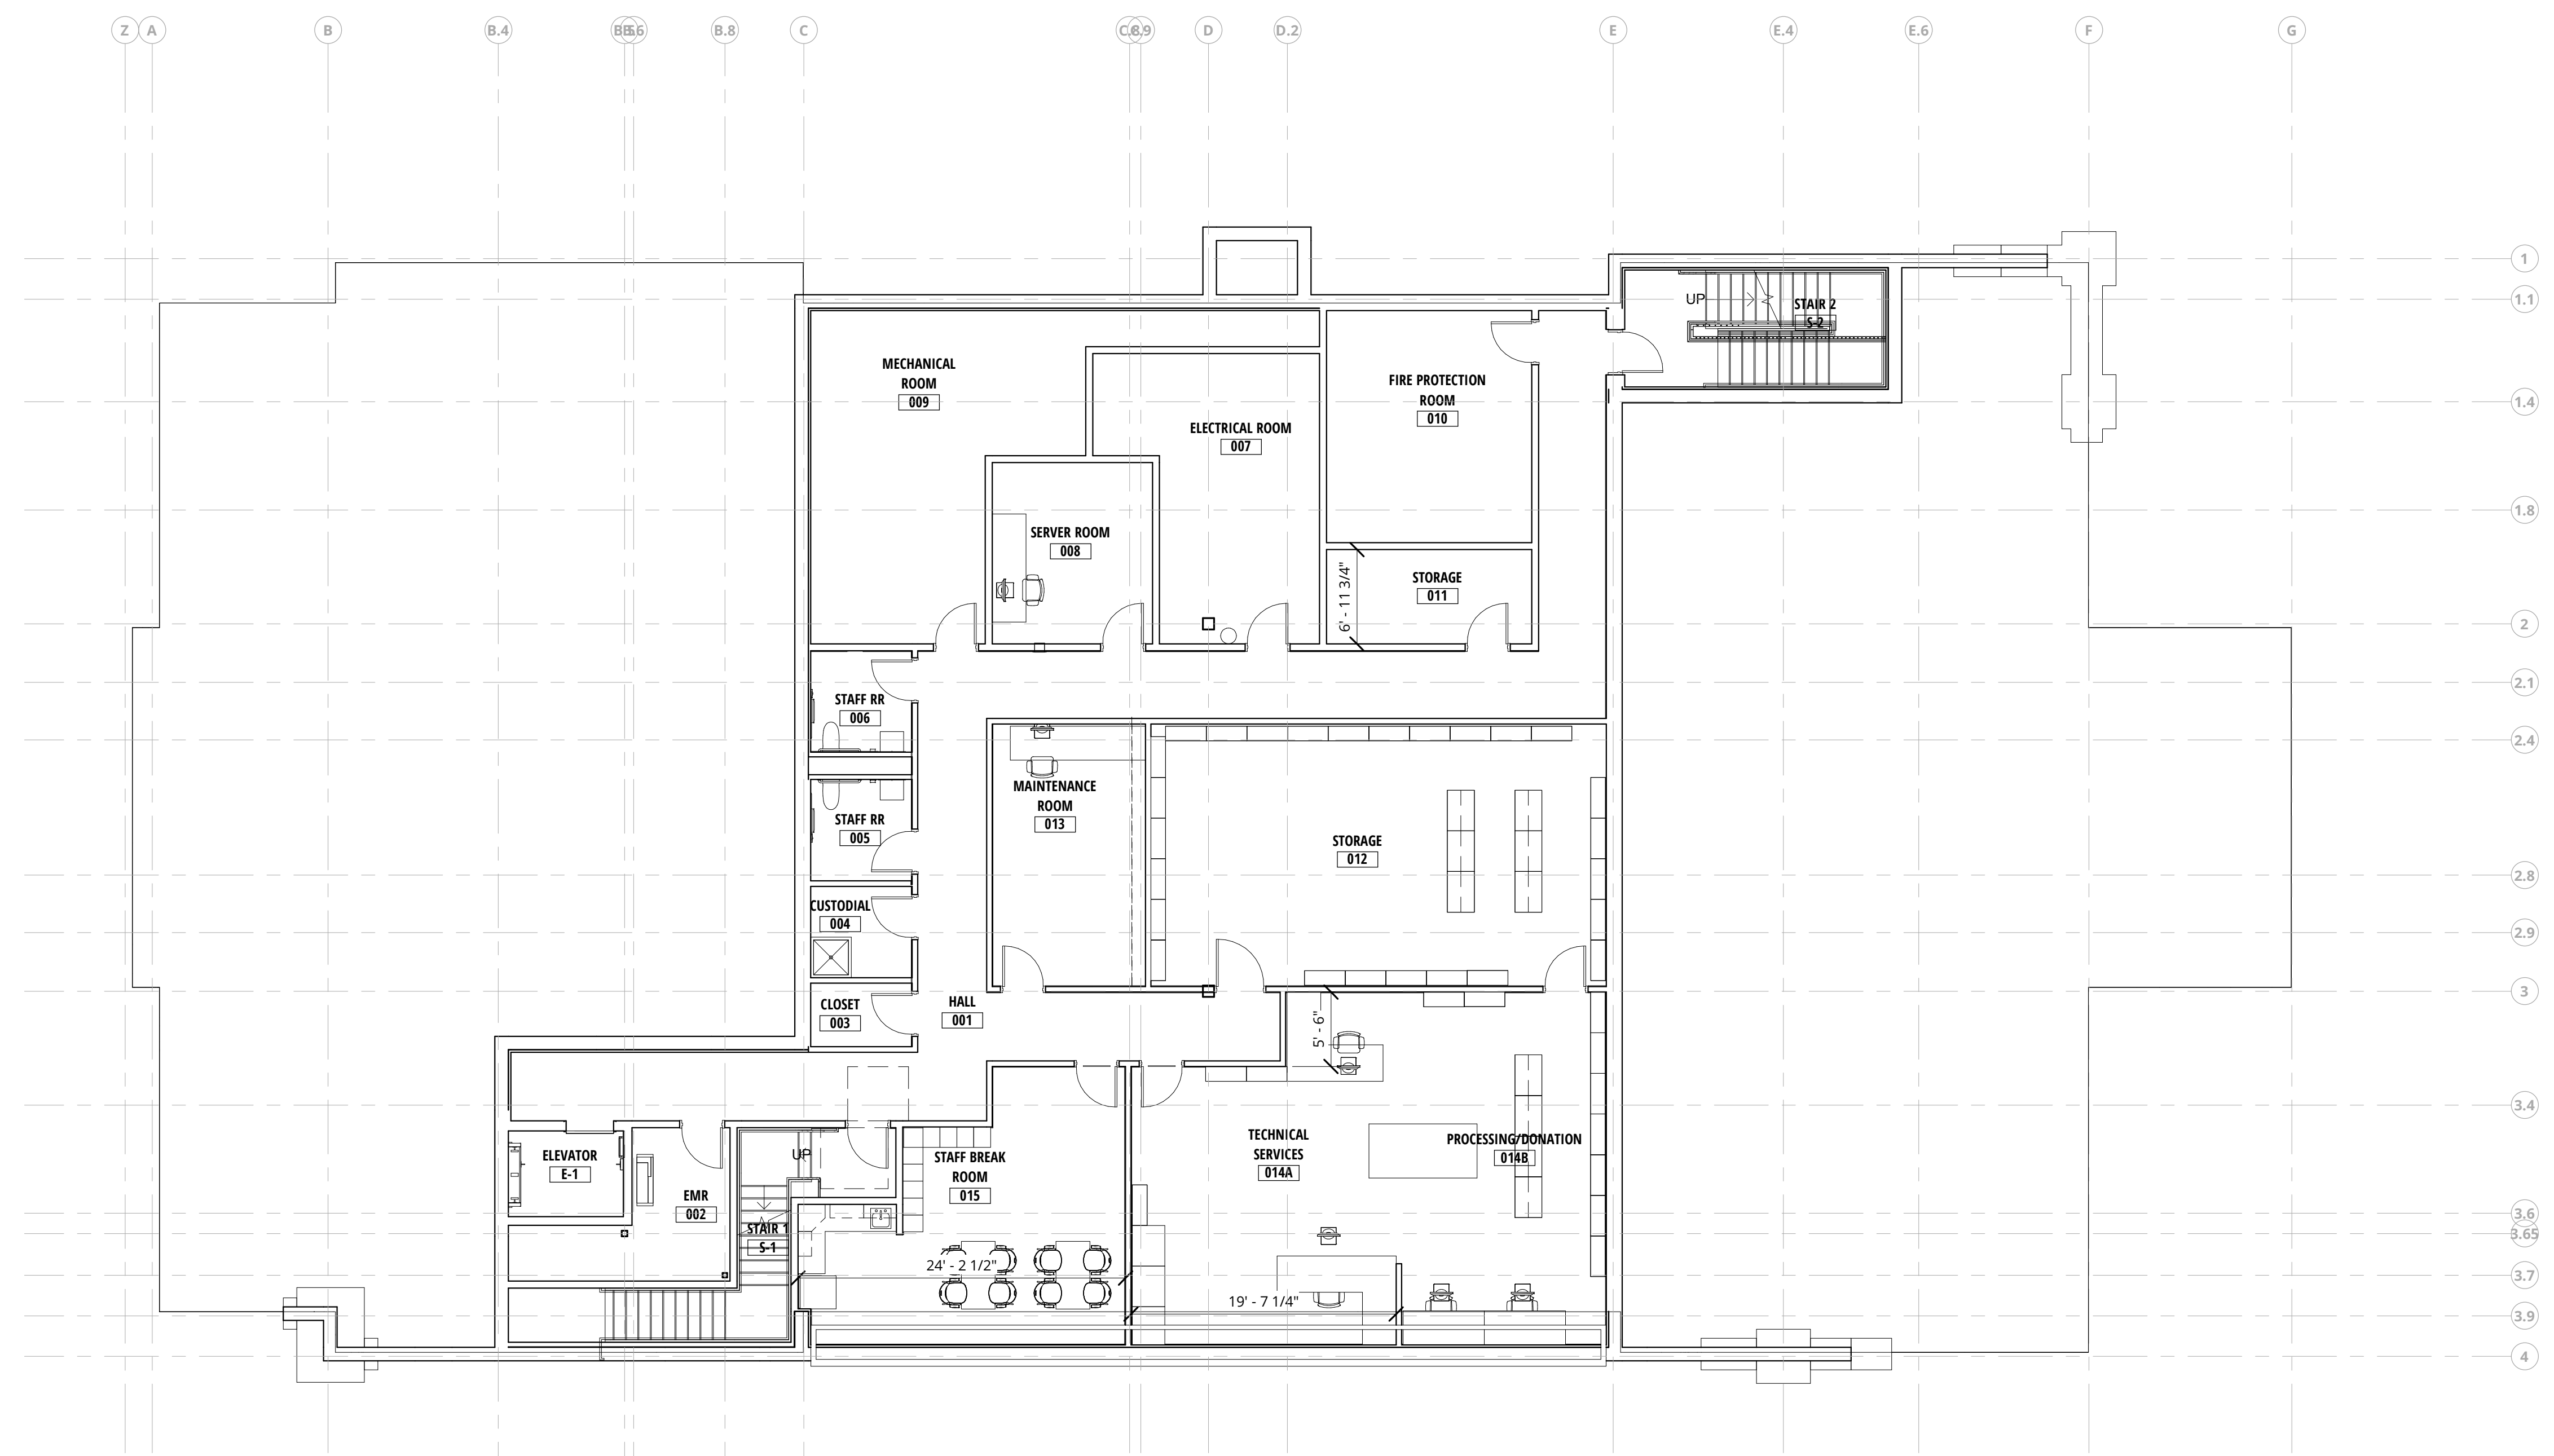 Z
A
B
B.4
B.5
B.6
B.8
C
C.8
C.9
D
D.2
E
E.4
E.6
F
G
1
1.1
UP
STAIR 2
S-2
MECHANICAL
ROOM
009
FIRE PROTECTION
ROOM
010
1.4
ELECTRICAL ROOM
007
1.8
SERVER ROOM
008
STORAGE
011
6' - 11 3/4"
2
2.1
STAFF RR
006
2.4
MAINTENANCE
ROOM
013
STAFF RR
005
STORAGE
012
2.8
CUSTODIAL
004
2.9
3
CLOSET
003
HALL
001
5' - 6"
3.4
ELEVATOR
E-1
UP
STAFF BREAK
ROOM
015
TECHNICAL
SERVICES
014A
PROCESSING/DONATION
014B
EMR
002
STAIR 1
S-1
3.6
3.65
24' - 2 1/2"
3.7
19' - 7 1/4"
3.9
4